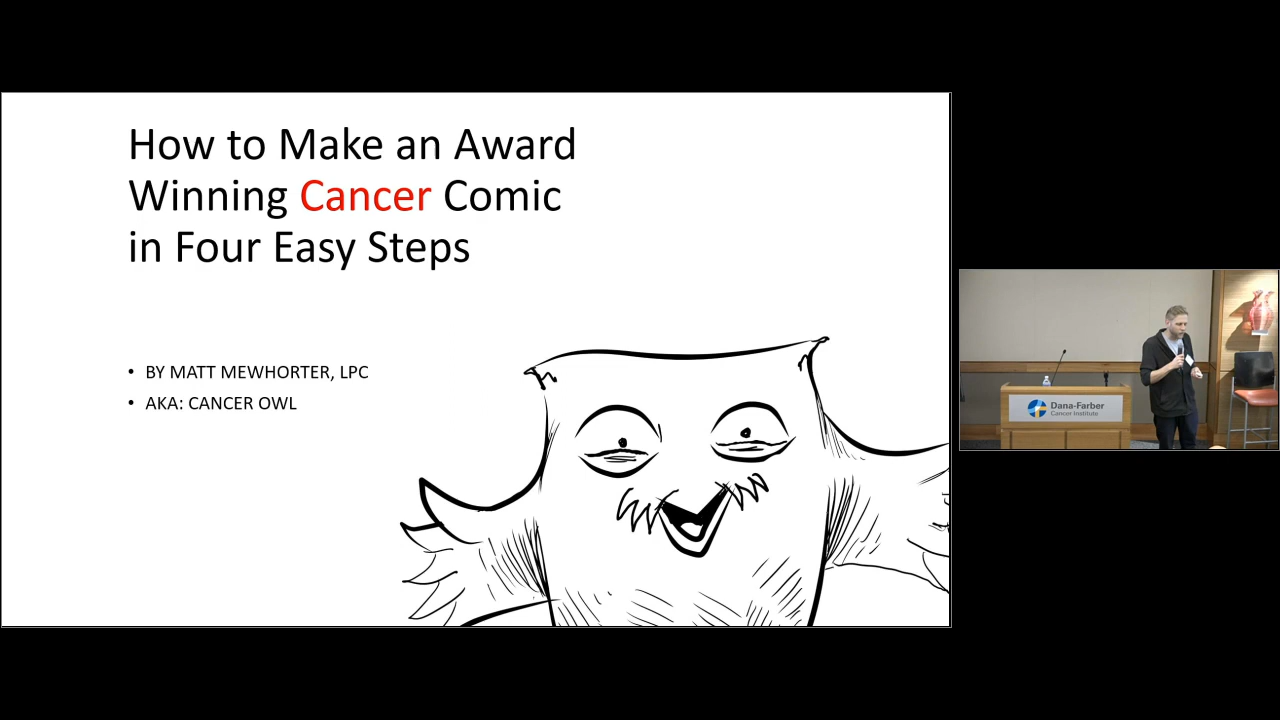 How to Make an Award
Winning Cancer Comic
in Four Easy Steps
• BY MATT MEWHORTER, LPC
• AKA: CANCER OWL
Dana-Farber
Cancer Institute